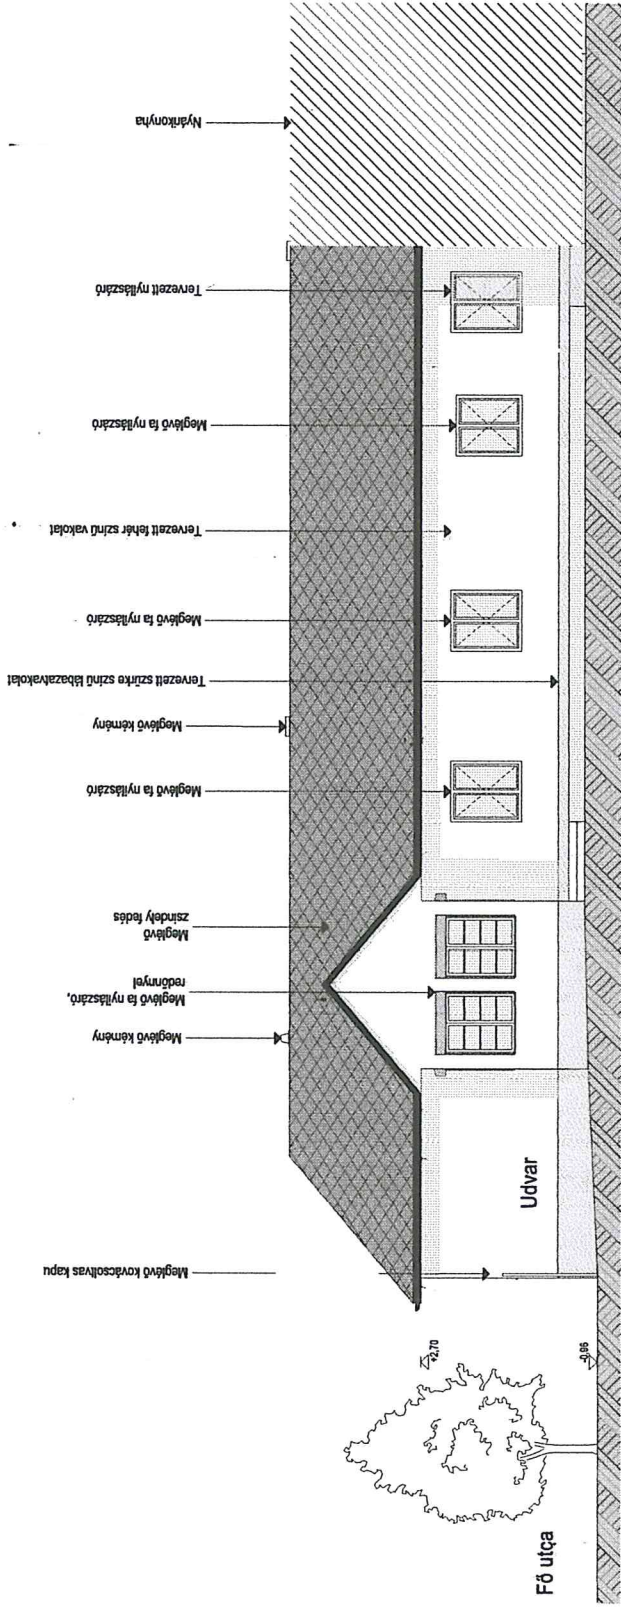 Nyárikonyha
Tervezett nyílászáró
Meglévő fa nyílászáró
Tervezett fehér színű vakolat
Meglévő fa nyílászáró
Tervezett szürke színű lábazatvakolat
Meglévő kémény
Meglévő fa nyílászáró
Meglévő
zsindely fedés
Meglévő fa nyílászáró,
redőnnyel
Meglévő kémény
Meglévő kovácsoltvas kapu
Udvar
+2,70
-0,96
Fő utca